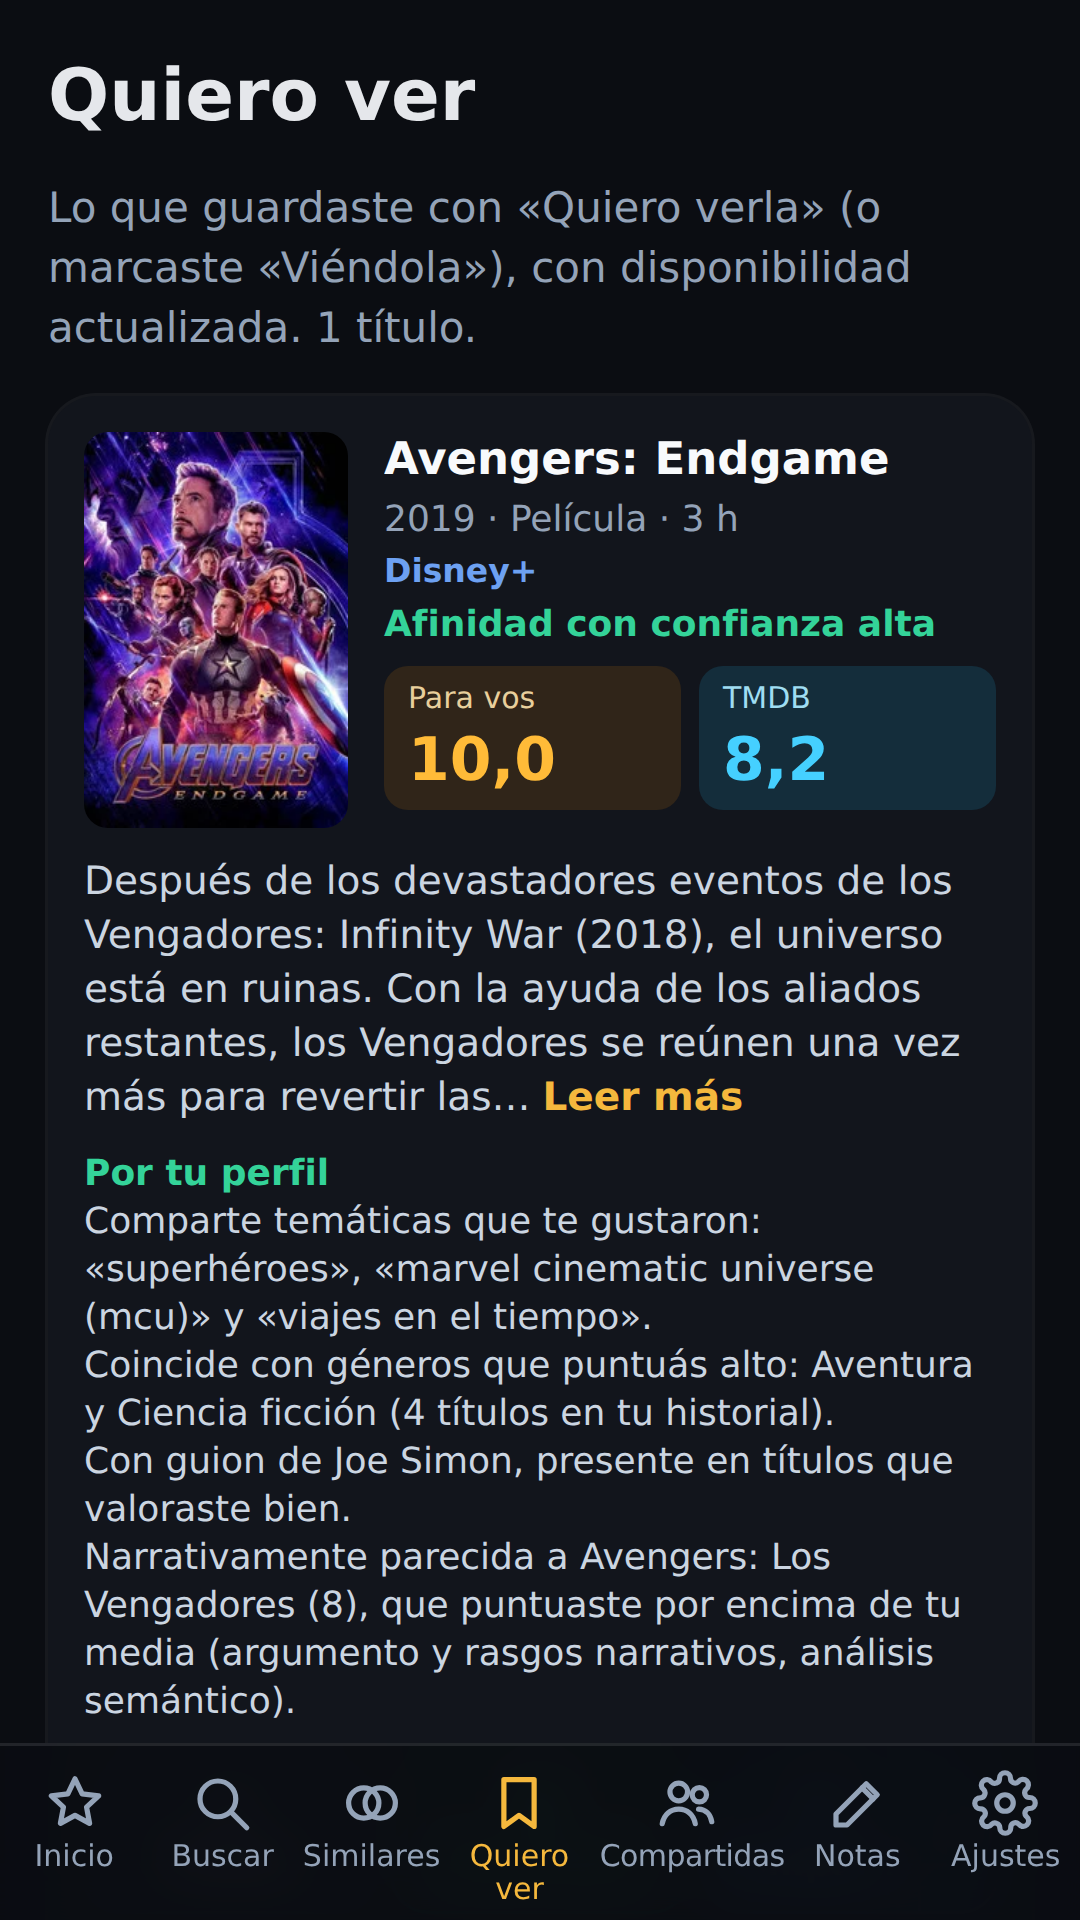 Quiero ver
Lo que guardaste con «Quiero verla» (o
marcaste «Viéndola»), con disponibilidad
actualizada. 1 título.
AVENGERS
ENDGAME
Avengers: Endgame
2019 · Película · 3 h
Disney+
Afinidad con confianza alta
Para vos
10,0
TMDB
8,2
Después de los devastadores eventos de los
Vengadores: Infinity War (2018), el universo
está en ruinas. Con la ayuda de los aliados
restantes, los Vengadores se reúnen una vez
más para revertir las... Leer más
Por tu perfil
Comparte temáticas que te gustaron:
«superhéroes», «marvel cinematic universe
(mcu)» y «viajes en el tiempo».
Coincide con géneros que puntuás alto: Aventura
y Ciencia ficción (4 títulos en tu historial).
Con guion de Joe Simon, presente en títulos que
valoraste bien.
Narrativamente parecida a Avengers: Los
Vengadores (8), que puntuaste por encima de tu
media (argumento y rasgos narrativos, análisis
semántico).
Inicio
Buscar
Similares
Quiero
ver
Compartidas
Notas
Ajustes